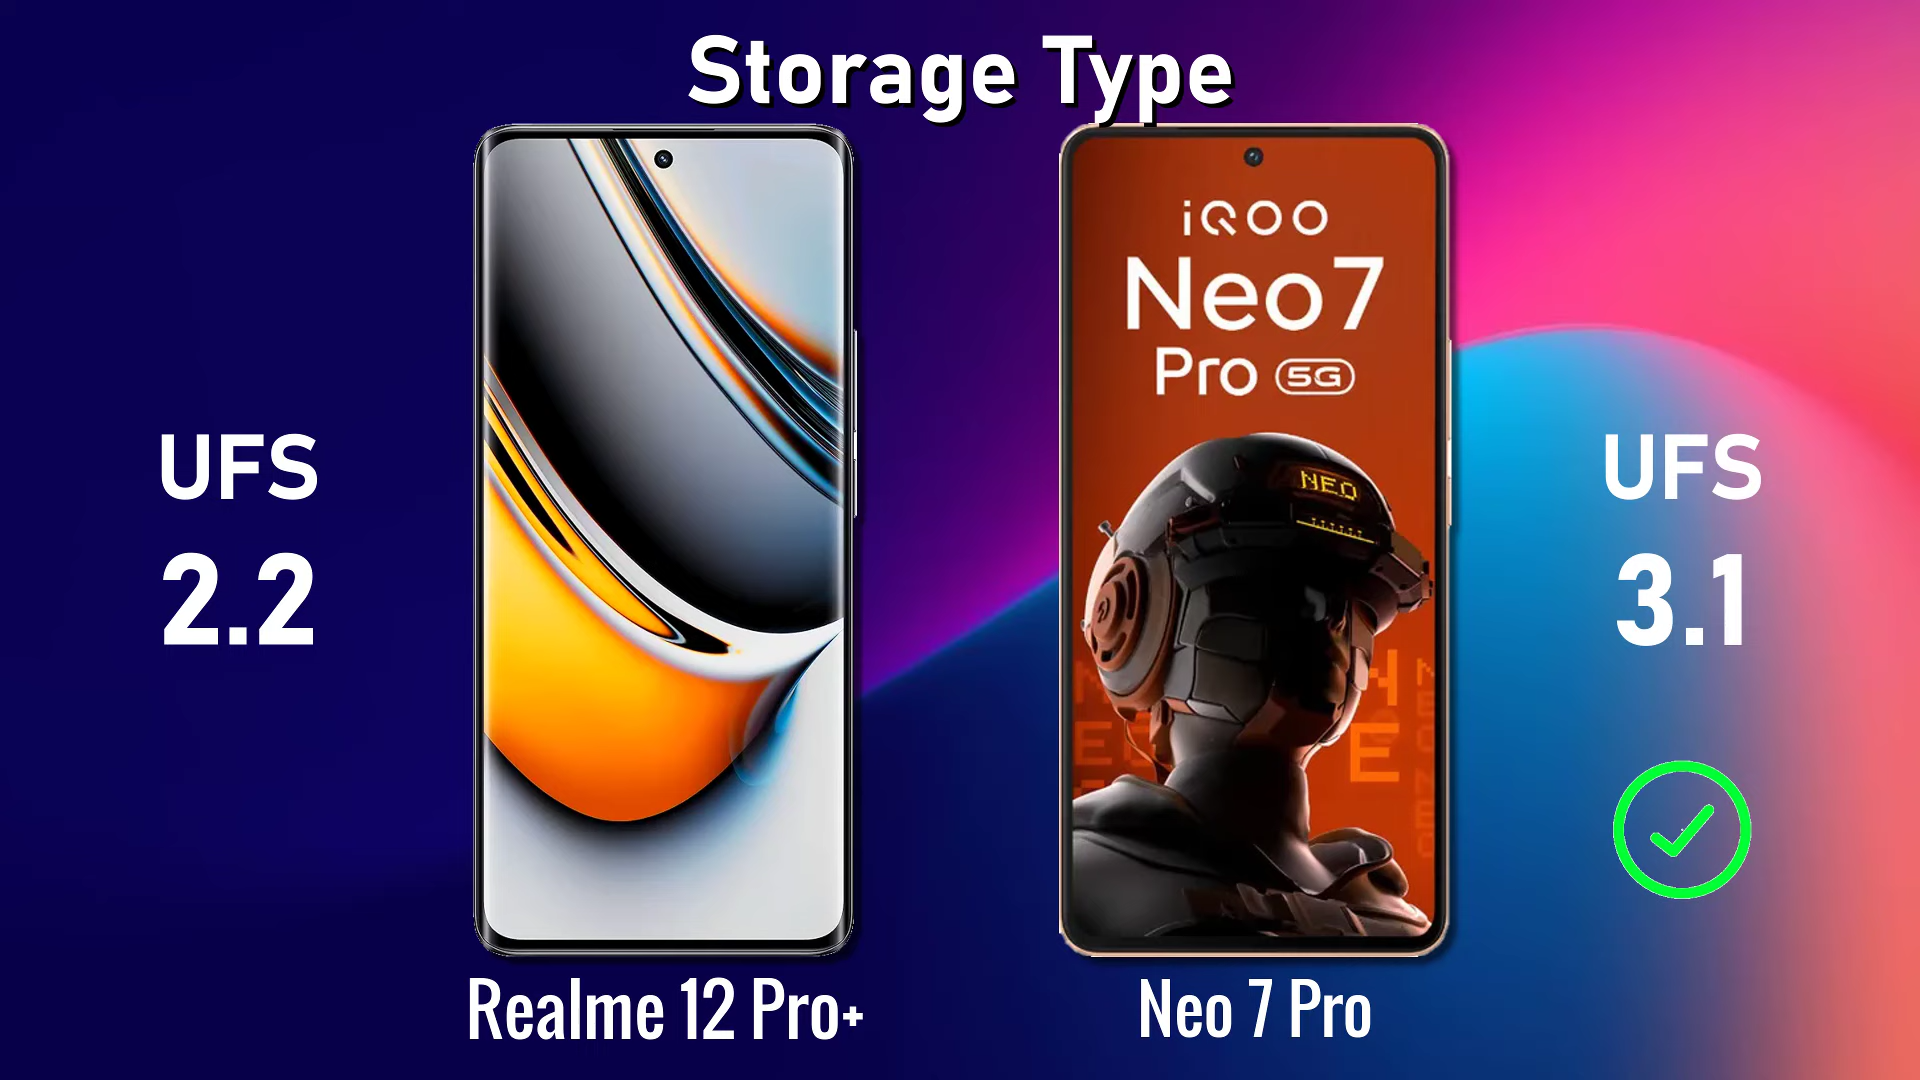 Storage Type
iQOO
Neo7
Pro 5G
NEO
UFS
2.2
UFS
3.1
Realme 12 Pro+
Neo 7 Pro